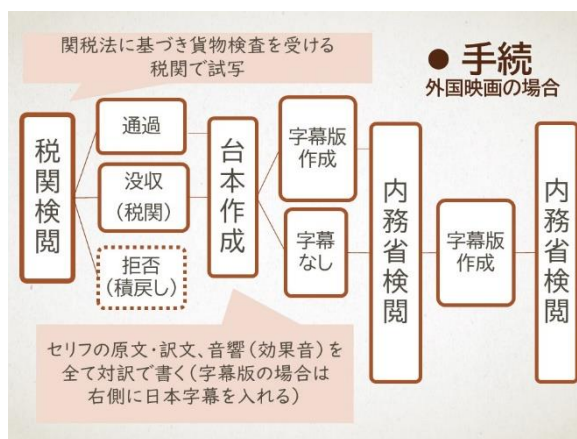 関税法に基づき貨物検査を受ける
税関で試写
● 手続
外国映画の場合
税関検閲
通過
没収
(税関)
拒否
(積戻し)
台本作成
字幕版
作成
字幕
なし
内務省検閲
字幕版
作成
内務省検閲
セリフの原文・訳文、音響(効果音)を
全て対訳で書く(字幕版の場合は
右側に日本字幕を入れる)